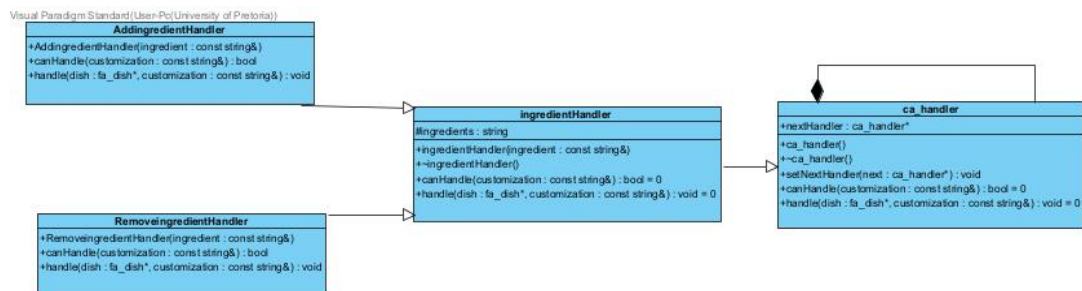 Visual Paradigm Standard(User-Pc(University of Pretoria))
AddingredientHandler
+AddingredientHandler(ingredient : const string&)
+canHandle(customization : const string&) : bool
+handle(dish : fa_dish*, customization : const string&) : void
ingredientHandler
#ingredients : string
+ingredientHandler(ingredient : const string&)
+~ingredientHandler()
+canHandle(customization : const string&) : bool = 0
+handle(dish : fa_dish*, customization : const string&) : void = 0
ca_handler
+nextHandler : ca_handler*
+ca_handler()
+~ca_handler()
+setNextHandler(next : ca_handler*) : void
+canHandle(customization : const string&) : bool = 0
+handle(dish : fa_dish*, customization : const string&) : void = 0
RemoveingredientHandler
+RemoveingredientHandler(ingredient : const string&)
+canHandle(customization : const string&) : bool
+handle(dish : fa_dish*, customization : const string&) : void